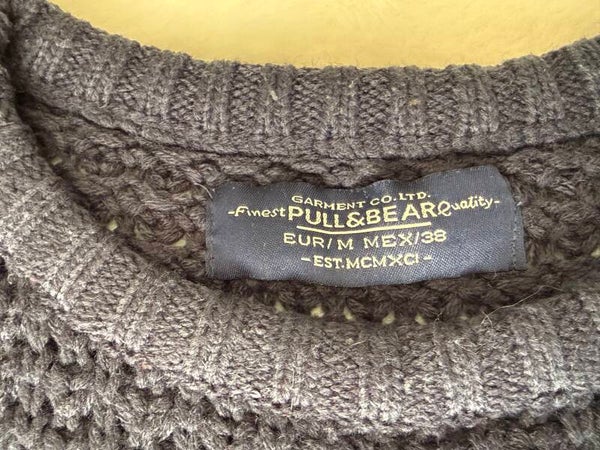 GARMENT CO. LTD.
-Finest PULL&BEAR Quality-
EUR/M MEX/38
- EST. MCMXCI -